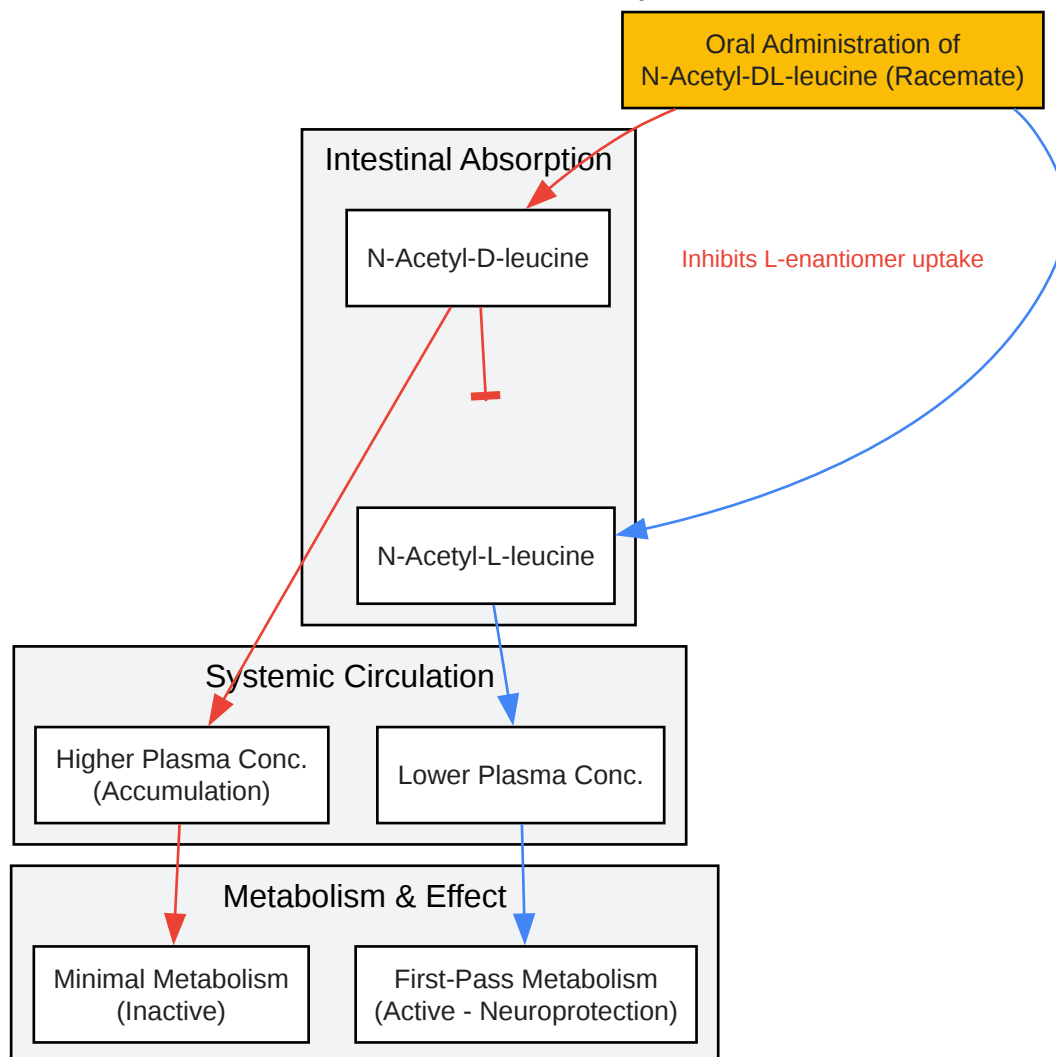 Oral Administration of
N-Acetyl-DL-leucine (Racemate)
Intestinal Absorption
N-Acetyl-D-leucine
Inhibits L-enantiomer uptake
N-Acetyl-L-leucine
Systemic Circulation
Higher Plasma Conc.
(Accumulation)
Lower Plasma Conc.
Metabolism & Effect
Minimal Metabolism
(Inactive)
First-Pass Metabolism
(Active - Neuroprotection)